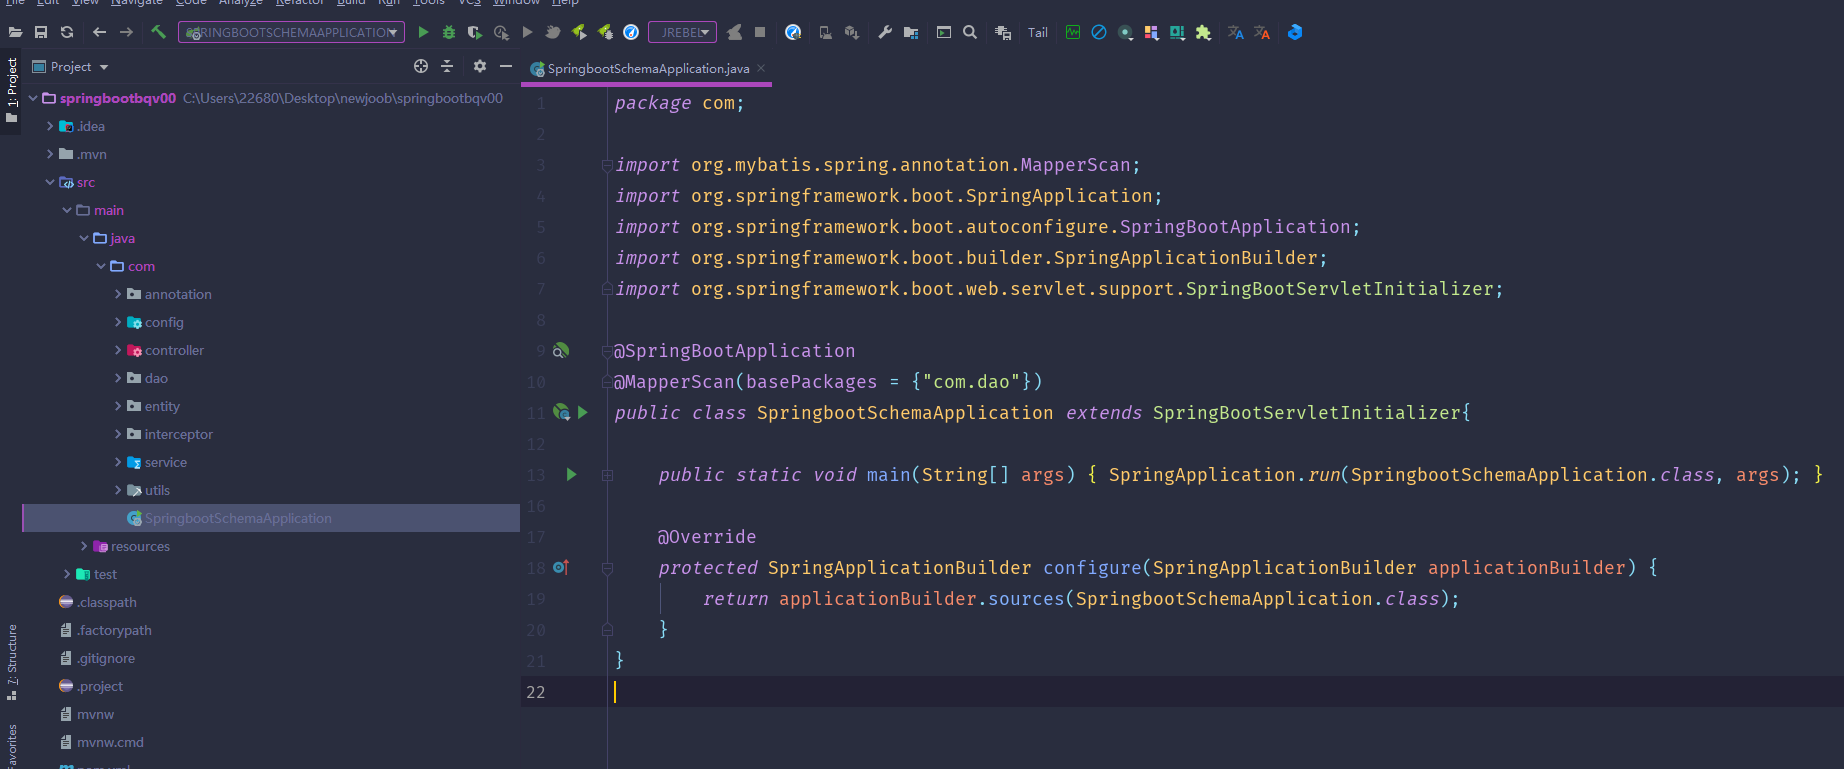 File Edit View Navigate Code Analyze Refactor Build Run Tools VCS Window Help
SPRINGBOOTSCHEMAAPPLICATION JREBEL Tail
1: Project
7: Structure
Favorites
Project
springbootbqv00 C:\Users\22680\Desktop\newjoob\springbootbqv00
.idea
.mvn
src
main
java
com
annotation
config
controller
dao
entity
interceptor
service
utils
SpringbootSchemaApplication
resources
test
.classpath
.factorypath
.gitignore
.project
mvnw
mvnw.cmd
pom.xml
SpringbootSchemaApplication.java
1 package com;
2
3 import org.mybatis.spring.annotation.MapperScan;
4 import org.springframework.boot.SpringApplication;
5 import org.springframework.boot.autoconfigure.SpringBootApplication;
6 import org.springframework.boot.builder.SpringApplicationBuilder;
7 import org.springframework.boot.web.servlet.support.SpringBootServletInitializer;
8
9 @SpringBootApplication
10 @MapperScan(basePackages = {"com.dao"})
11 public class SpringbootSchemaApplication extends SpringBootServletInitializer{
12
13 public static void main(String[] args) { SpringApplication.run(SpringbootSchemaApplication.class, args); }
16
17 @Override
18 protected SpringApplicationBuilder configure(SpringApplicationBuilder applicationBuilder) {
19 return applicationBuilder.sources(SpringbootSchemaApplication.class);
20 }
21 }
22